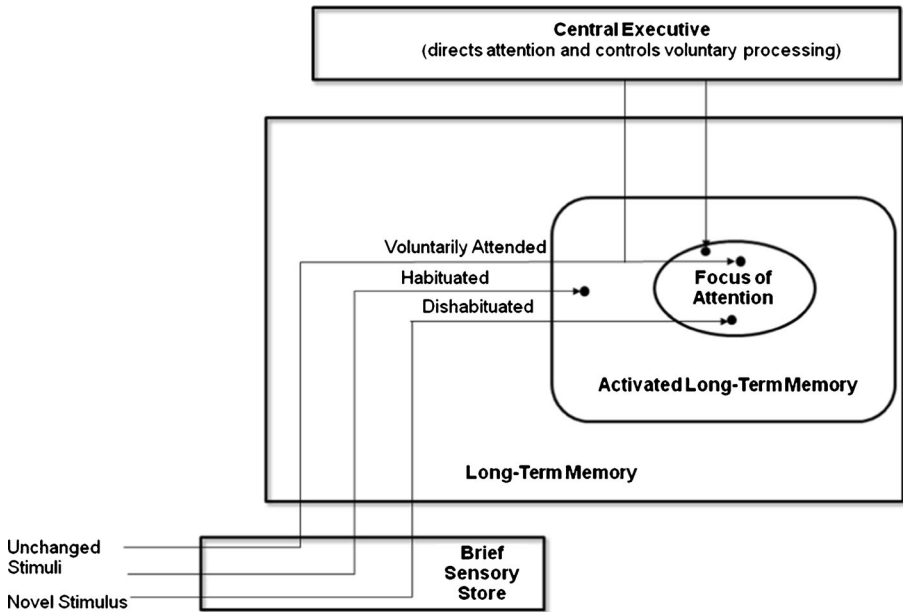 Central Executive
(directs attention and controls voluntary processing)
Voluntarily Attended
Habituated
Dishabituated
Focus of
Attention
Activated Long-Term Memory
Long-Term Memory
Unchanged
Stimuli
Novel Stimulus
Brief
Sensory
Store